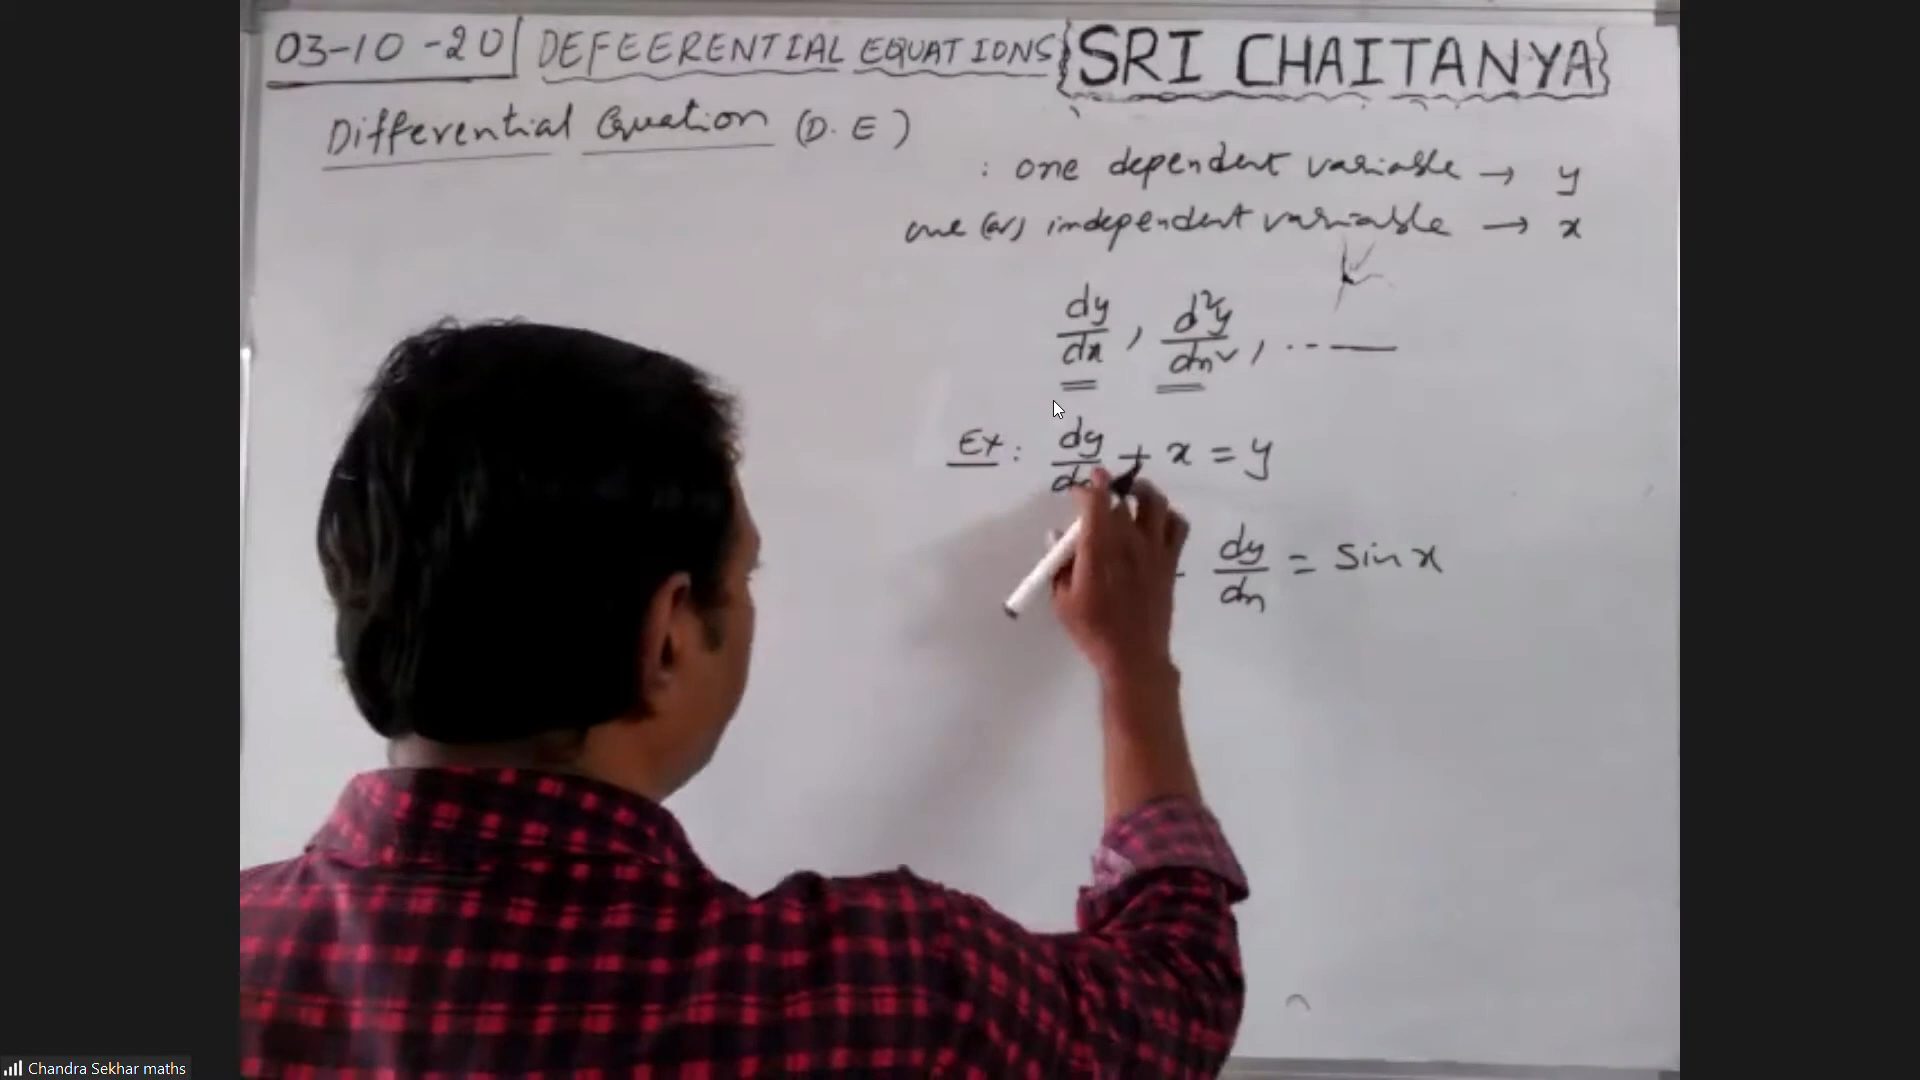 03-10-20 DEFEERENTIAL EQUATIONS SRI CHAITANYA
Differential Equation (D.E)
: one dependent variable → y
one (or) independent variable → x
dy/dx , d²y/dx² , ...
Ex: dy/dx + x = y
dy/dx = Sin x
Chandra Sekhar maths